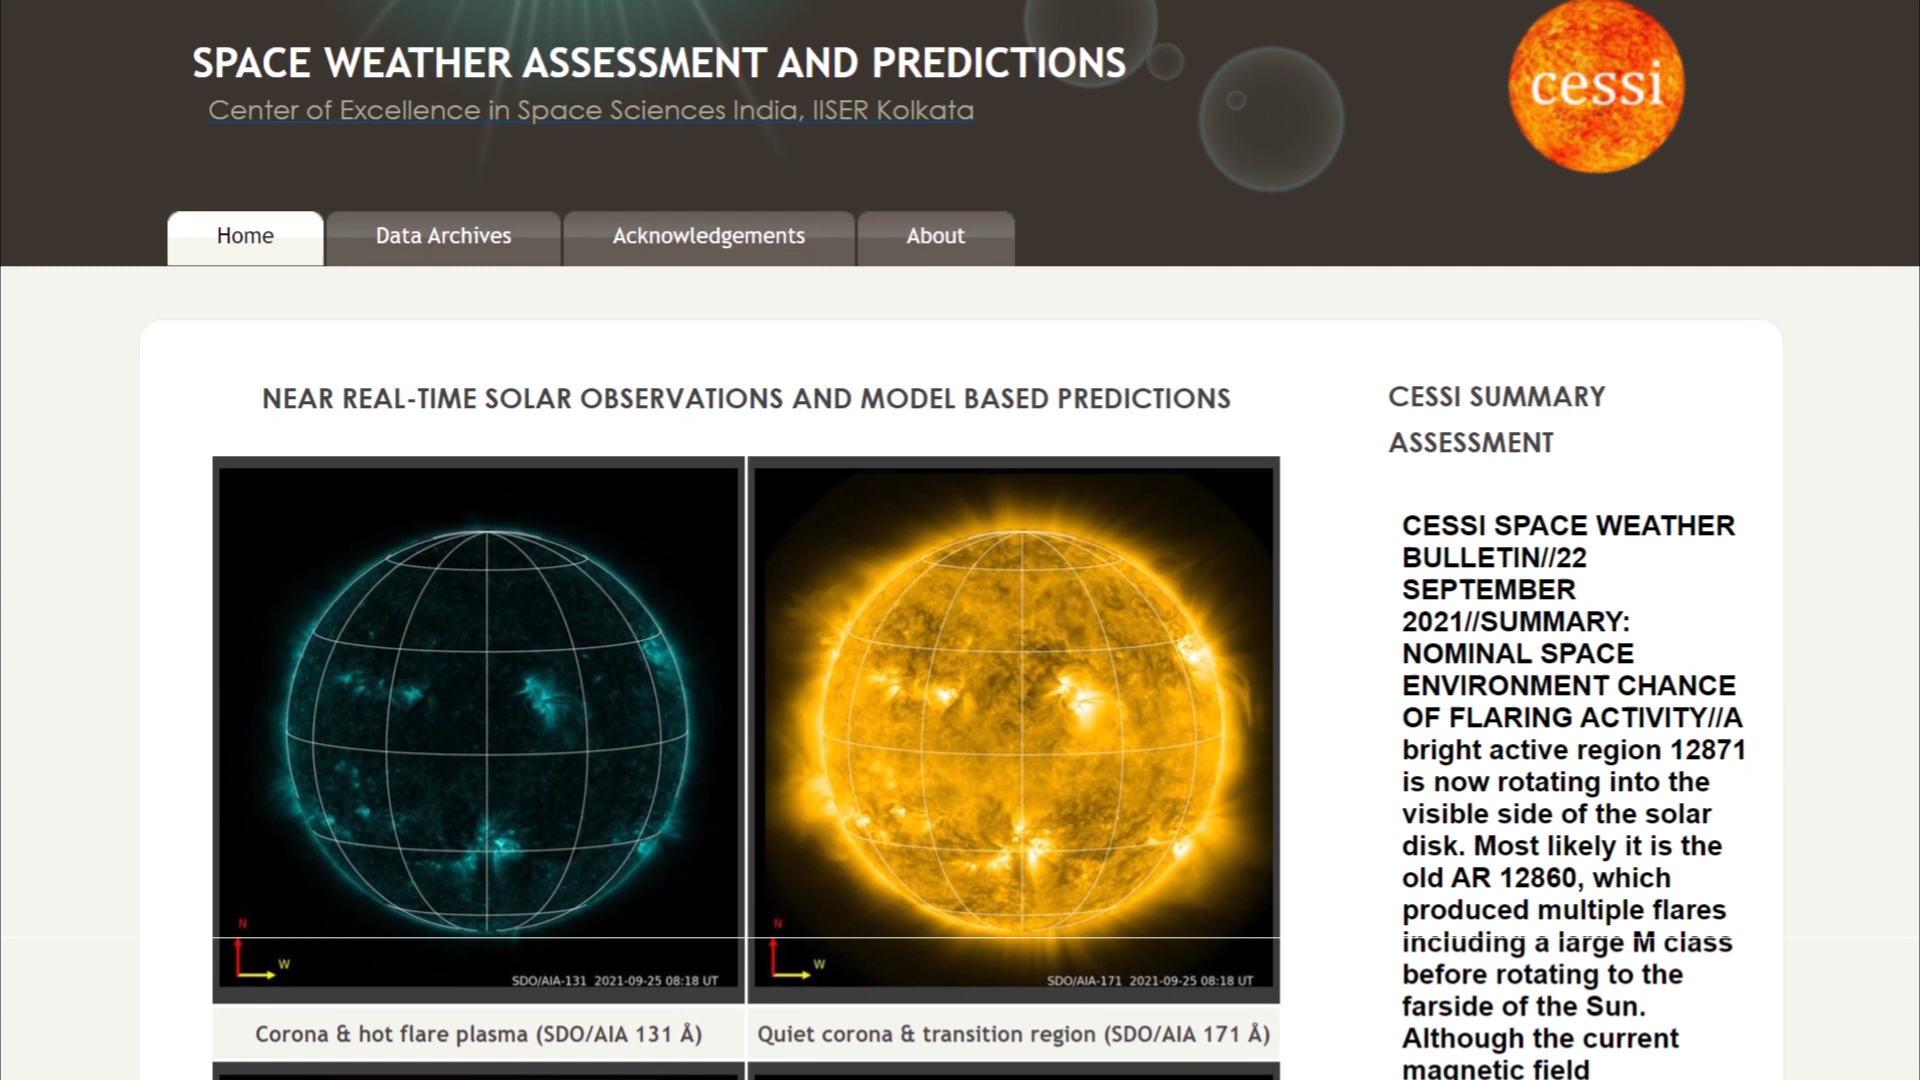 SPACE WEATHER ASSESSMENT AND PREDICTIONS
Center of Excellence in Space Sciences India, IISER Kolkata
cessi
Home
Data Archives
Acknowledgements
About
NEAR REAL-TIME SOLAR OBSERVATIONS AND MODEL BASED PREDICTIONS
N
W
SDO/AIA-131 2021-09-25 08:18 UT
N
W
SDO/AIA-171 2021-09-25 08:18 UT
Corona & hot flare plasma (SDO/AIA 131 Å)
Quiet corona & transition region (SDO/AIA 171 Å)
CESSI SUMMARY
ASSESSMENT
CESSI SPACE WEATHER
BULLETIN//22
SEPTEMBER
2021//SUMMARY:
NOMINAL SPACE
ENVIRONMENT CHANCE
OF FLARING ACTIVITY//A
bright active region 12871
is now rotating into the
visible side of the solar
disk. Most likely it is the
old AR 12860, which
produced multiple flares
including a large M class
before rotating to the
farside of the Sun.
Although the current
magnetic field